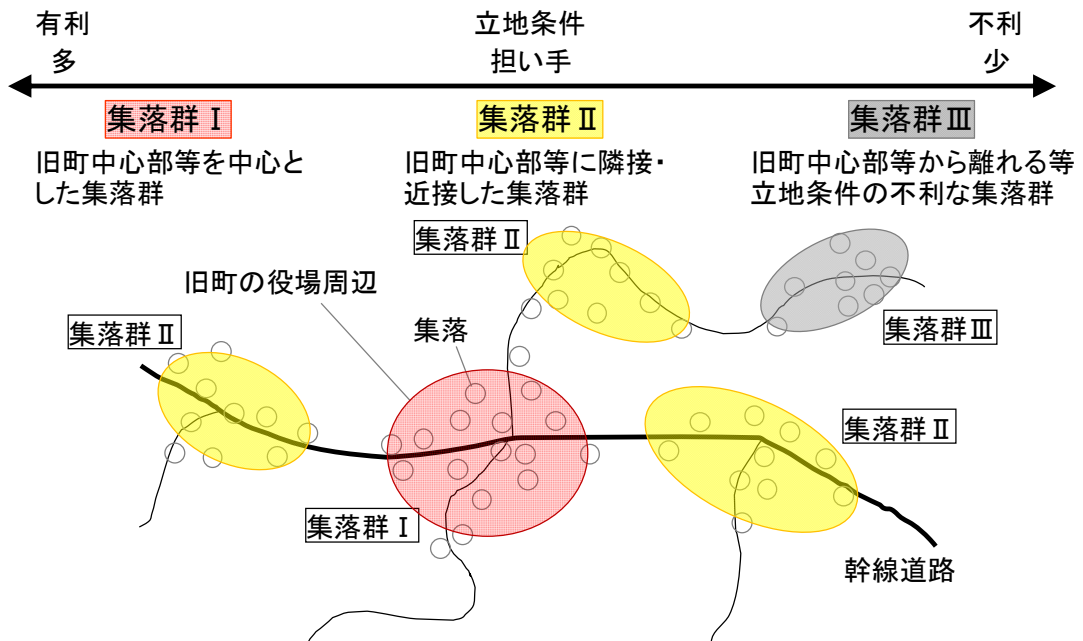 有利 立地条件 不利
多 担い手 少
集落群Ⅰ 集落群Ⅱ 集落群Ⅲ
旧町中心部等を中心と
した集落群
旧町中心部等に隣接・
近接した集落群
旧町中心部等から離れる等
立地条件の不利な集落群
集落群Ⅱ
旧町の役場周辺
集落群Ⅲ
集落
集落群Ⅱ
集落群Ⅱ
集落群Ⅰ
幹線道路